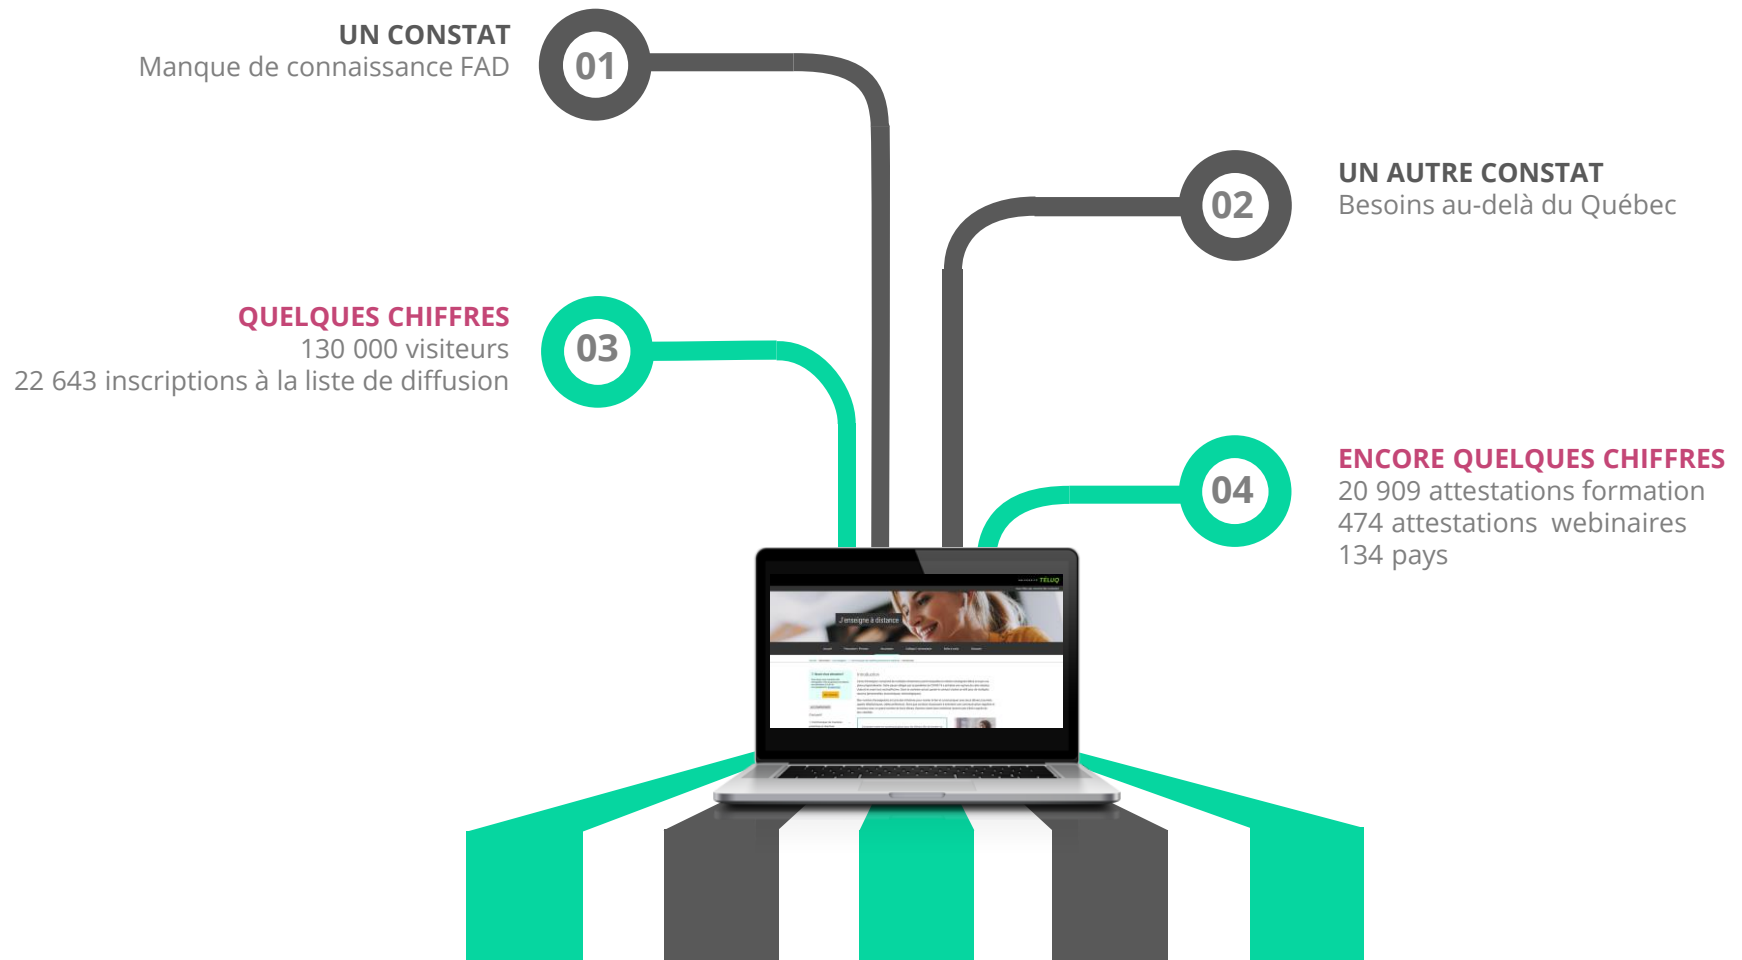 UN CONSTAT
Manque de connaissance FAD
01
02
UN AUTRE CONSTAT
Besoins au-delà du Québec
QUELQUES CHIFFRES
130 000 visiteurs
22 643 inscriptions à la liste de diffusion
03
04
ENCORE QUELQUES CHIFFRES
20 909 attestations formation
474 attestations  webinaires
134 pays
TÉLUQ
J'enseigne à distance